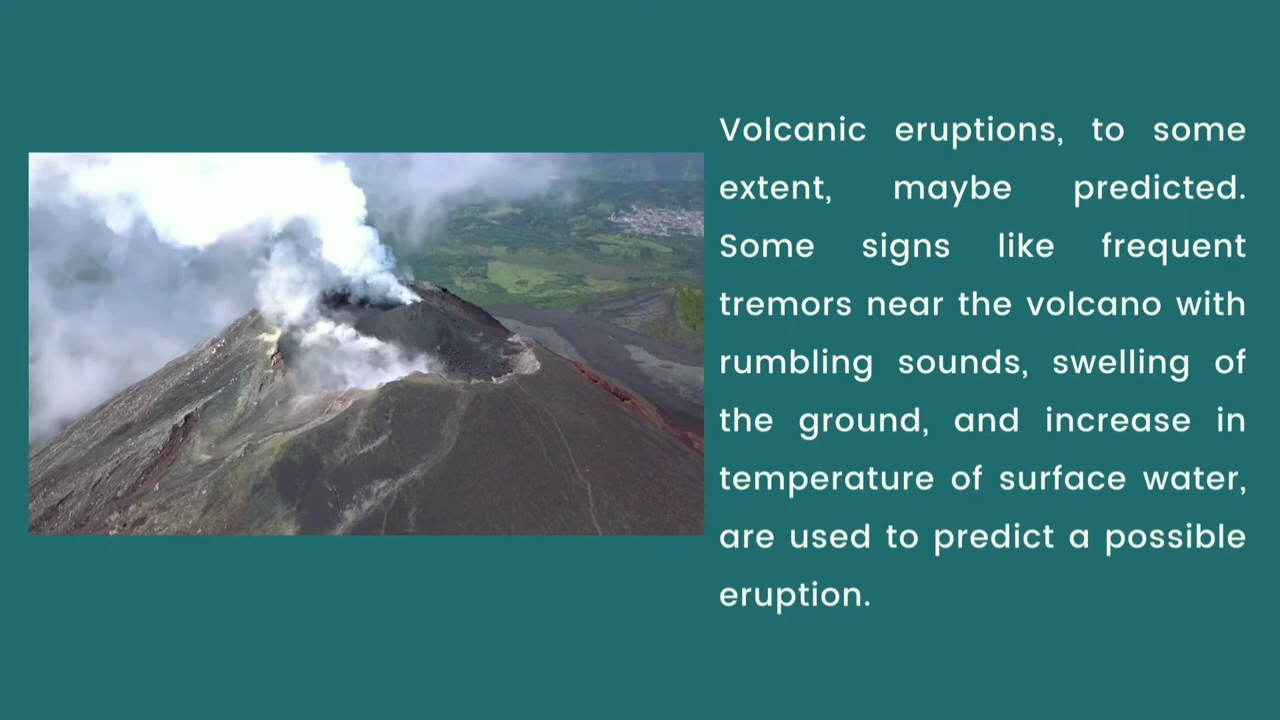 Volcanic eruptions, to some
extent, maybe predicted.
Some signs like frequent
tremors near the volcano with
rumbling sounds, swelling of
the ground, and increase in
temperature of surface water,
are used to predict a possible
eruption.